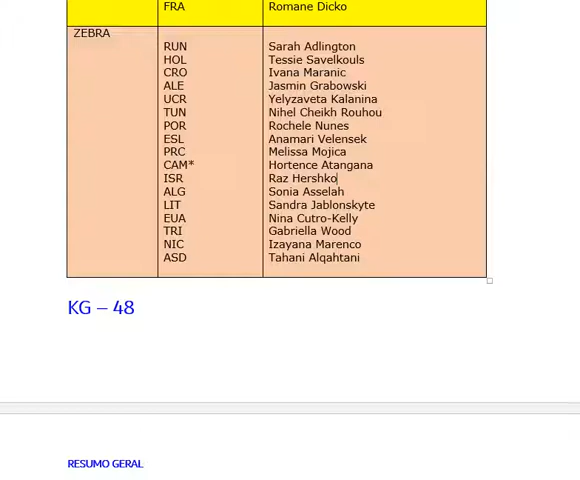 FRA Romane Dicko
ZEBRA
RUN Sarah Adlington
HOL Tessie Savelkouls
CRO Ivana Maranic
ALE Jasmin Grabowski
UCR Yelyzaveta Kalanina
TUN Nihel Cheikh Rouhou
POR Rochele Nunes
ESL Anamari Velensek
PRC Melissa Mojica
CAM* Hortence Atangana
ISR Raz Hershko
ALG Sonia Asselah
LIT Sandra Jablonskyte
EUA Nina Cutro-Kelly
TRI Gabriella Wood
NIC Izayana Marenco
ASD Tahani Alqahtani
KG – 48
RESUMO GERAL